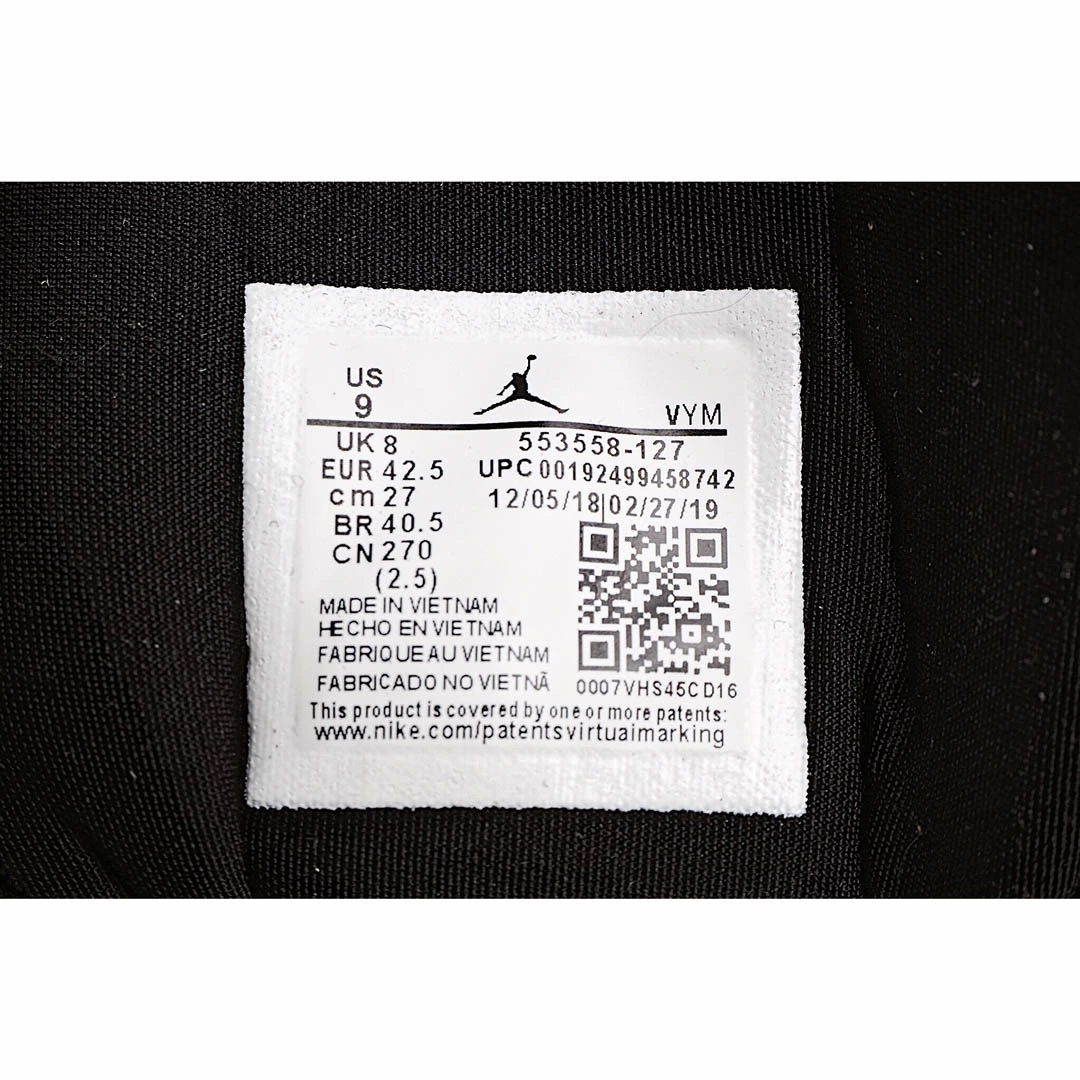 US
9
VYM
UK 8
EUR 42.5
cm 27
BR 40.5
CN 270
(2.5)
553558-127
UPC 00192499458742
12/05/18|02/27/19
MADE IN VIETNAM
HECHO EN VIETNAM
FABRIQUE AU VIETNAM
FABRICADO NO VIETNÃ
0007VHS45CD16
This product is covered by one or more patents:
www.nike.com/patentsvirtuaimarking